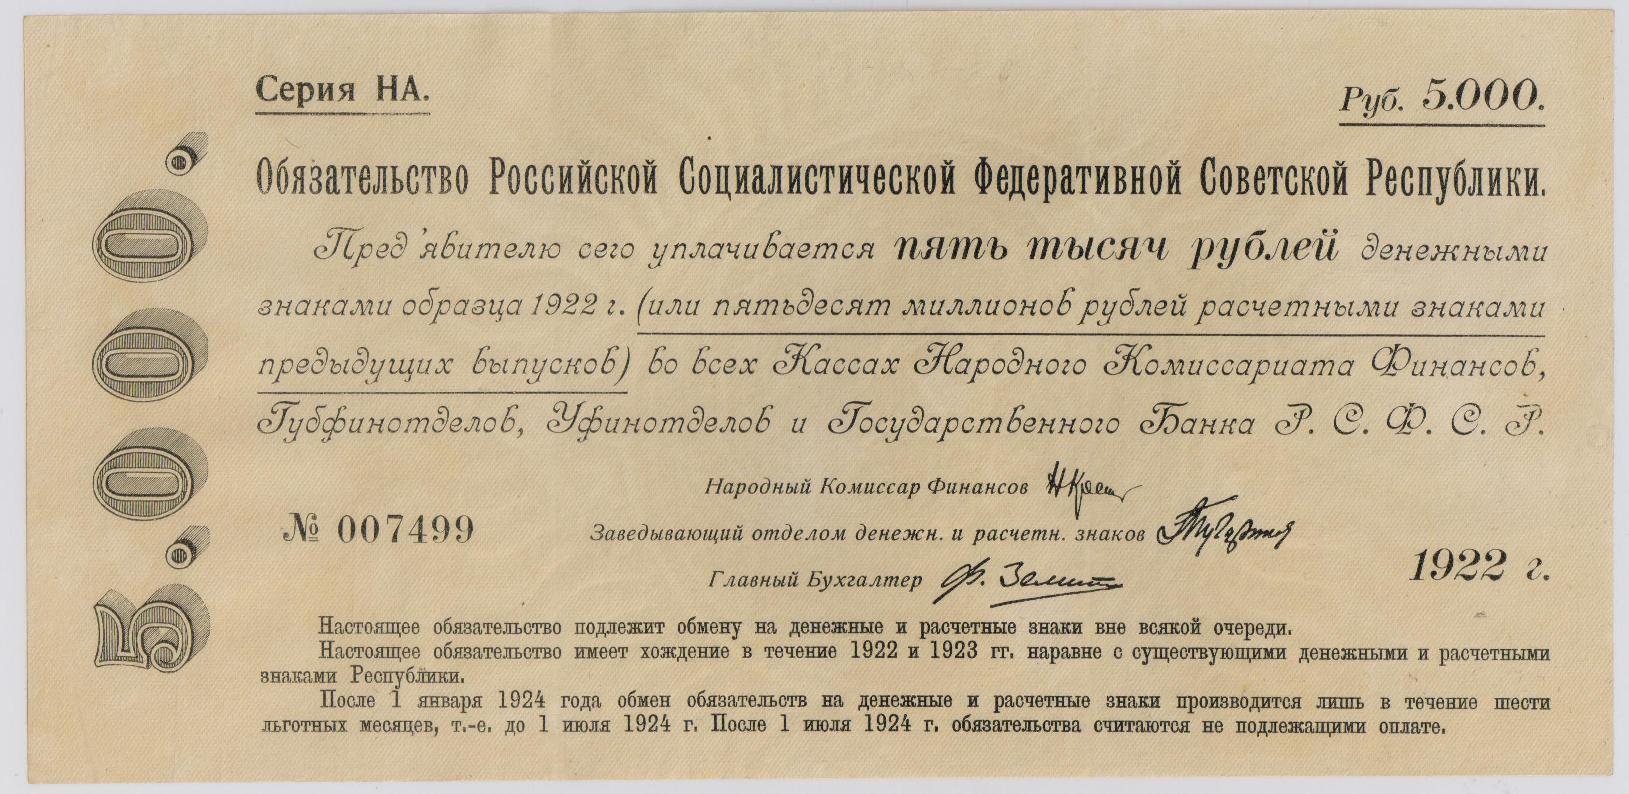 Серия НА.
Руб. 5.000.
5.000.
Обязательство Российской Социалистической Федеративной Советской Республики.
Пред'явителю сего уплачивается пять тысяч рублей денежными
знаками образца 1922 г. (или пятьдесят миллионов рублей расчетными знаками
предыдущих выпусков) во всех Кассах Народного Комиссариата Финансов,
Губфинотделов, Уфинотделов и Государственного Банка Р. С. Ф. С. Р.
Народный Комиссар Финансов
№ 007499
Заведывающий отделом денежн. и расчетн. знаков
Главный Бухгалтер
1922 г.
Настоящее обязательство подлежит обмену на денежные и расчетные знаки вне всякой очереди.
Настоящее обязательство имеет хождение в течение 1922 и 1923 гг. наравне с существующими денежными и расчетными
знаками Республики.
После 1 января 1924 года обмен обязательств на денежные и расчетные знаки производится лишь в течение шести
льготных месяцев, т.-е. до 1 июля 1924 г. После 1 июля 1924 г. обязательства считаются не подлежащими оплате.